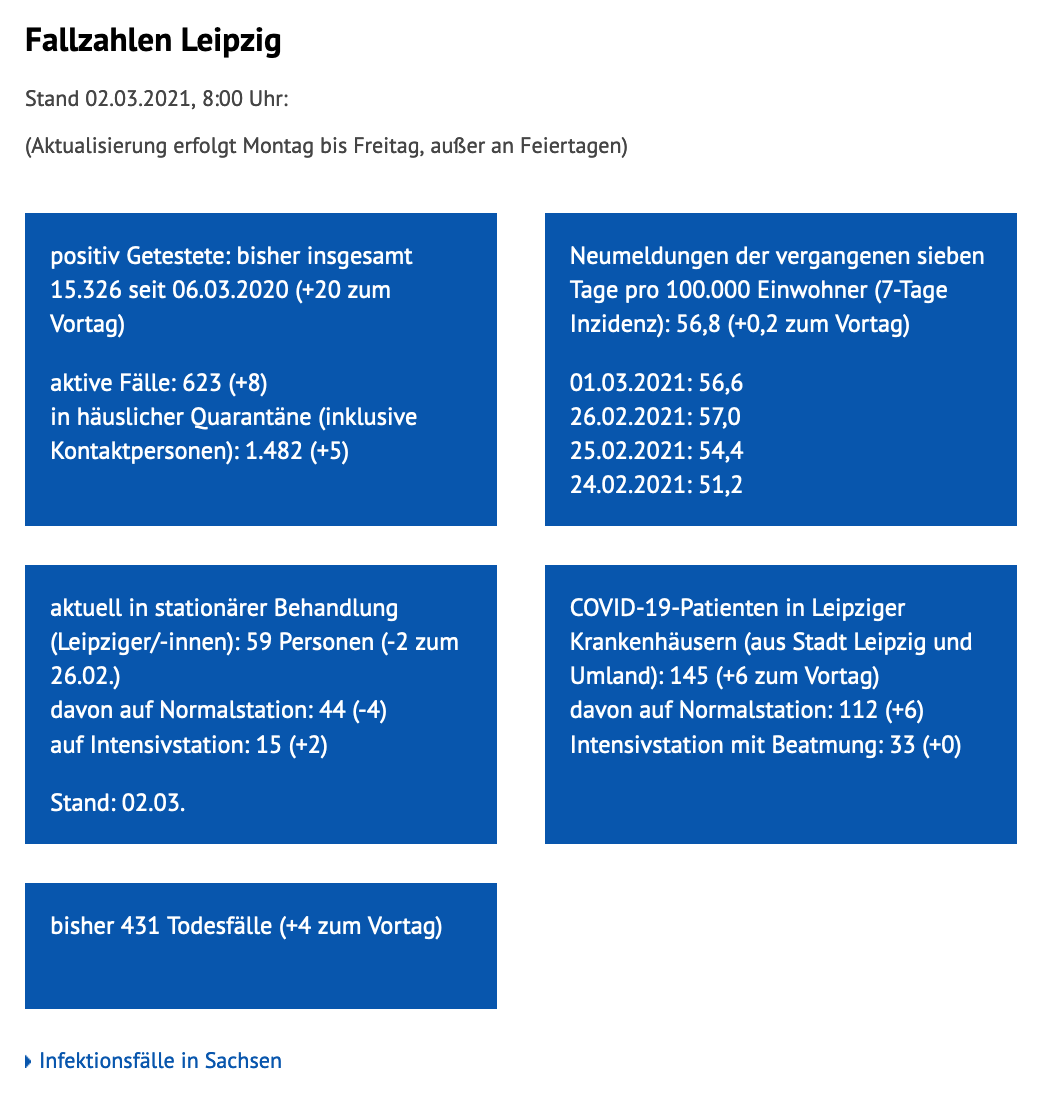 Fallzahlen Leipzig
Stand 02.03.2021, 8:00 Uhr:
(Aktualisierung erfolgt Montag bis Freitag, außer an Feiertagen)
positiv Getestete: bisher insgesamt
15.326 seit 06.03.2020 (+20 zum
Vortag)
aktive Fälle: 623 (+8)
in häuslicher Quarantäne (inklusive
Kontaktpersonen): 1.482 (+5)
Neumeldungen der vergangenen sieben
Tage pro 100.000 Einwohner (7-Tage
Inzidenz): 56,8 (+0,2 zum Vortag)
01.03.2021: 56,6
26.02.2021: 57,0
25.02.2021: 54,4
24.02.2021: 51,2
aktuell in stationärer Behandlung
(Leipziger/-innen): 59 Personen (-2 zum
26.02.)
davon auf Normalstation: 44 (-4)
auf Intensivstation: 15 (+2)
Stand: 02.03.
COVID-19-Patienten in Leipziger
Krankenhäusern (aus Stadt Leipzig und
Umland): 145 (+6 zum Vortag)
davon auf Normalstation: 112 (+6)
Intensivstation mit Beatmung: 33 (+0)
bisher 431 Todesfälle (+4 zum Vortag)
Infektionsfälle in Sachsen